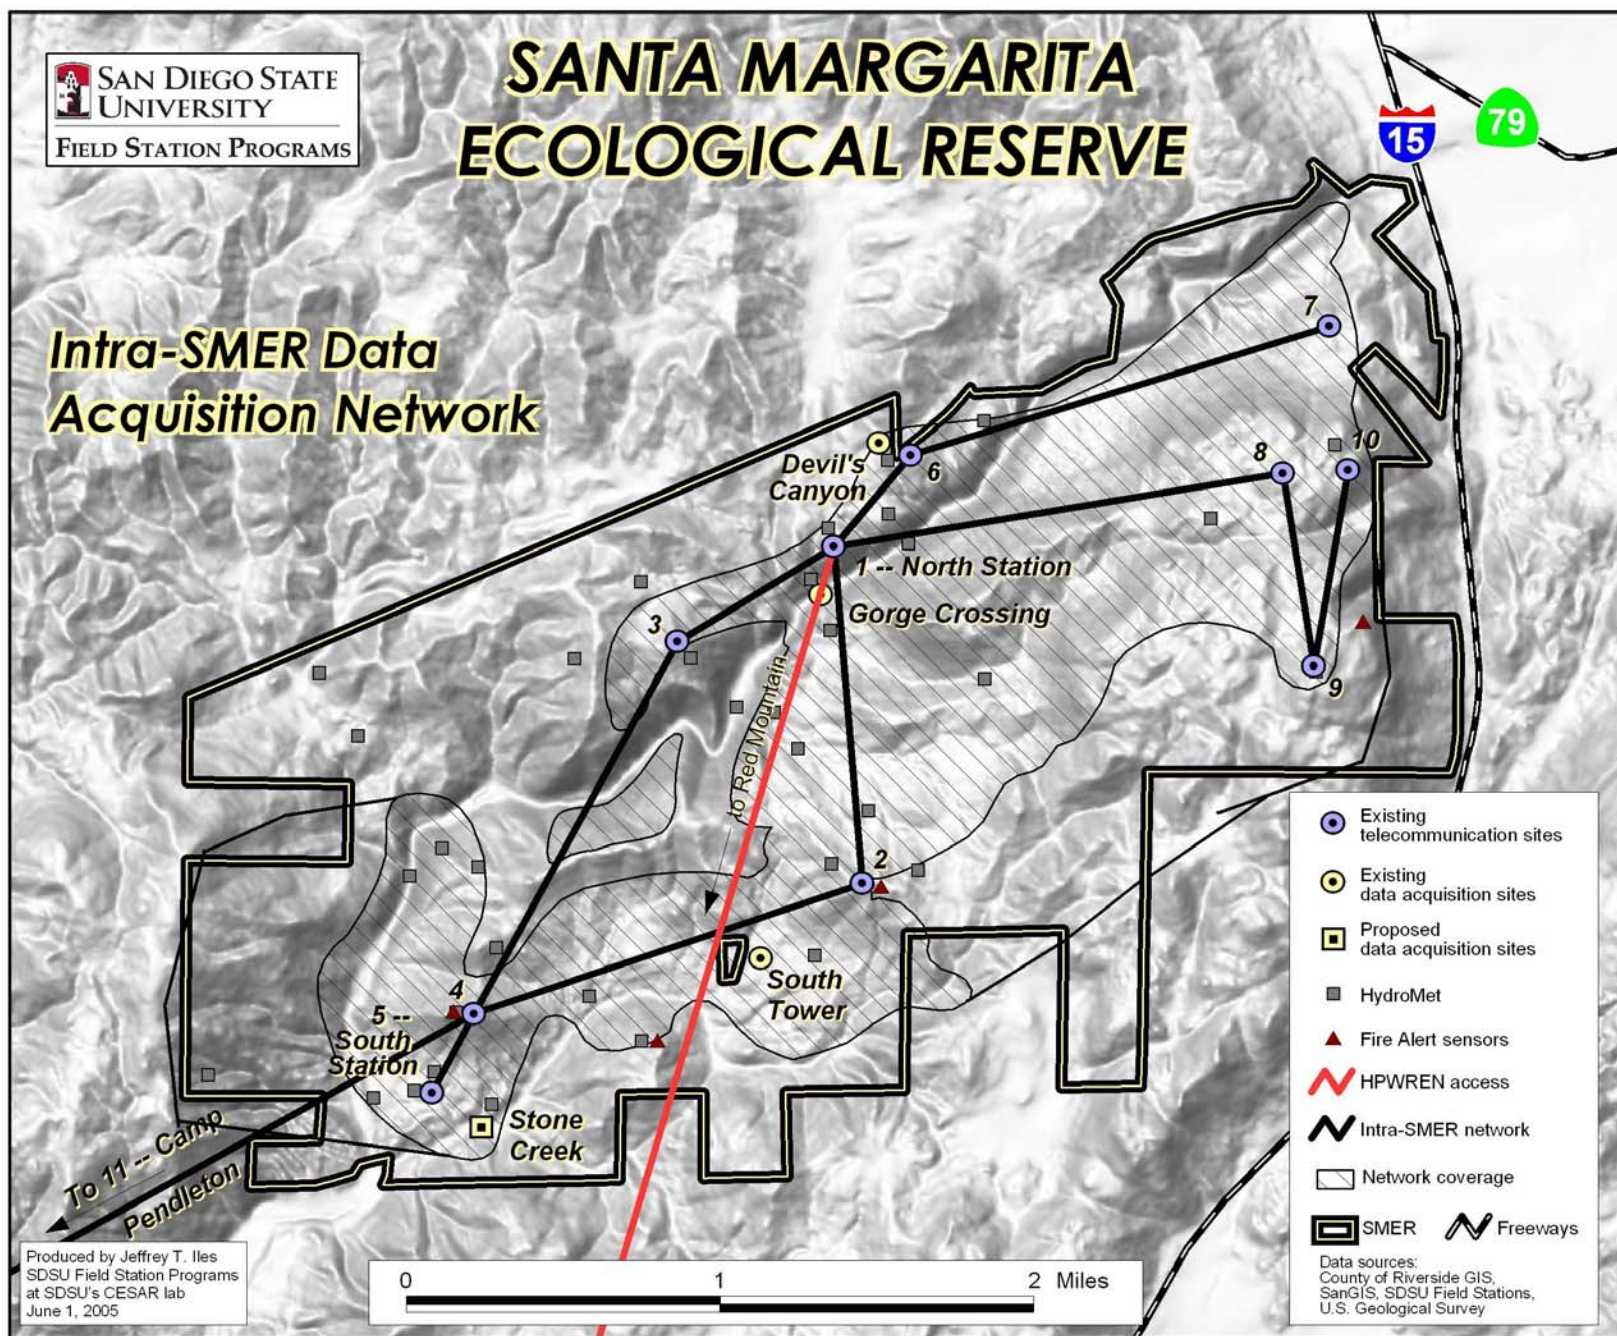 SAN DIEGO STATE
UNIVERSITY
FIELD STATION PROGRAMS
SANTA MARGARITA
ECOLOGICAL RESERVE
15
79
Intra-SMER Data
Acquisition Network
7
10
8
6
Devil's
Canyon
1 -- North Station
Gorge Crossing
3
9
to Red Mountain
2
South
Tower
4
5 --
South
Station
Stone
Creek
To 11 -- Camp
Pendleton
Existing
telecommunication sites
Existing
data acquisition sites
Proposed
data acquisition sites
HydroMet
Fire Alert sensors
HPWREN access
Intra-SMER network
Network coverage
SMER Freeways
Data sources:
County of Riverside GIS,
SanGIS, SDSU Field Stations,
U.S. Geological Survey
Produced by Jeffrey T. Iles
SDSU Field Station Programs
at SDSU's CESAR lab
June 1, 2005
0 1 2 Miles